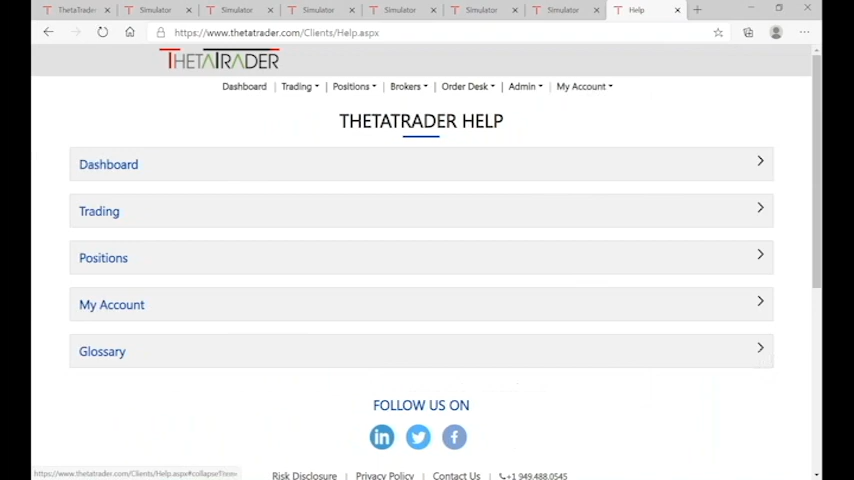 ThetaTrader
Simulator
Simulator
Simulator
Simulator
Simulator
Simulator
Help
https://www.thetatrader.com/Clients/Help.aspx
THETATRADER
Dashboard | Trading | Positions | Brokers | Order Desk | Admin | My Account
THETATRADER HELP
Dashboard
Trading
Positions
My Account
Glossary
FOLLOW US ON
in
f
Risk Disclosure | Privacy Policy | Contact Us | +1 949.488.0545